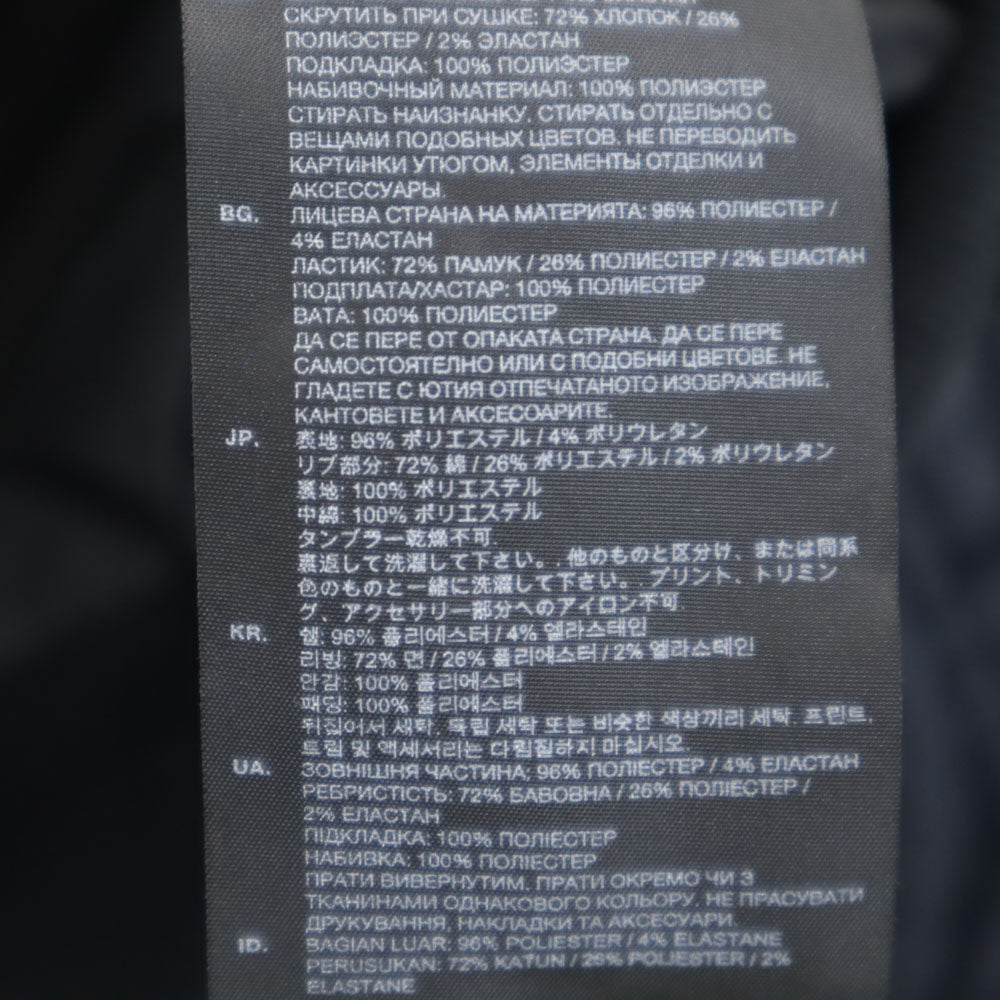 СКРУТИТЬ ПРИ СУШКЕ: 72% ХЛОПОК / 26%
ПОЛИЭСТЕР / 2% ЭЛАСТАН
ПОДКЛАДКА: 100% ПОЛИЭСТЕР
НАБИВОЧНЫЙ МАТЕРИАЛ: 100% ПОЛИЭСТЕР
СТИРАТЬ НАИЗНАНКУ. СТИРАТЬ ОТДЕЛЬНО С
ВЕЩАМИ ПОДОБНЫХ ЦВЕТОВ. НЕ ПЕРЕВОДИТЬ
КАРТИНКИ УТЮГОМ, ЭЛЕМЕНТЫ ОТДЕЛКИ И
АКСЕССУАРЫ.
BG. ЛИЦЕВА СТРАНА НА МАТЕРИЯТА: 96% ПОЛИЕСТЕР /
4% ЕЛАСТАН
ЛАСТИК: 72% ПАМУК / 26% ПОЛИЕСТЕР / 2% ЕЛАСТАН
ПОДПЛАТА/ХАСТАР: 100% ПОЛИЕСТЕР
ВАТА: 100% ПОЛИЕСТЕР
ДА СЕ ПЕРЕ ОТ ОПАКАТА СТРАНА. ДА СЕ ПЕРЕ
САМОСТОЯТЕЛНО ИЛИ С ПОДОБНИ ЦВЕТОВЕ. НЕ
ГЛАДЕТЕ С ЮТИЯ ОТПЕЧАТАНОТО ИЗОБРАЖЕНИЕ,
КАНТОВЕТЕ И АКСЕСОАРИТЕ.
JP. 表地: 96% ポリエステル / 4% ポリウレタン
リブ部分: 72% 綿 / 26% ポリエステル / 2% ポリウレタン
裏地: 100% ポリエステル
中綿: 100% ポリエステル
タンブラー乾燥不可.
裏返して洗濯して下さい。. 他のものと区分け、または同系
色のものと一緒に洗濯して下さい。 プリント、トリミン
グ、アクセサリー部分へのアイロン不可
KR. 쉘: 96% 폴리에스터 / 4% 엘라스테인
리빙: 72% 면 / 26% 폴리에스터 / 2% 엘라스테인
안감: 100% 폴리에스터
패딩: 100% 폴리에스터
뒤집어서 세탁. 독립 세탁 또는 비슷한 색상끼리 세탁. 프린트,
트림 및 액세서리는 다림질하지 마십시오.
UA. ЗОВНІШНЯ ЧАСТИНА: 96% ПОЛІЕСТЕР / 4% ЕЛАСТАН
РЕБРИСТІСТЬ: 72% БАВОВНА / 26% ПОЛІЕСТЕР /
2% ЕЛАСТАН
ПІДКЛАДКА: 100% ПОЛІЕСТЕР
НАБИВКА: 100% ПОЛІЕСТЕР
ПРАТИ ВИВЕРНУТИМ. ПРАТИ ОКРЕМО ЧИ З
ТКАНИНАМИ ОДНАКОВОГО КОЛЬОРУ. НЕ ПРАСУВАТИ
ДРУКУВАННЯ, НАКЛАДКИ ТА АКСЕСУАРИ.
ID. BAGIAN LUAR: 96% POLIESTER / 4% ELASTANE
PERUSUKAN: 72% KATUN / 26% POLIESTER / 2%
ELASTANE